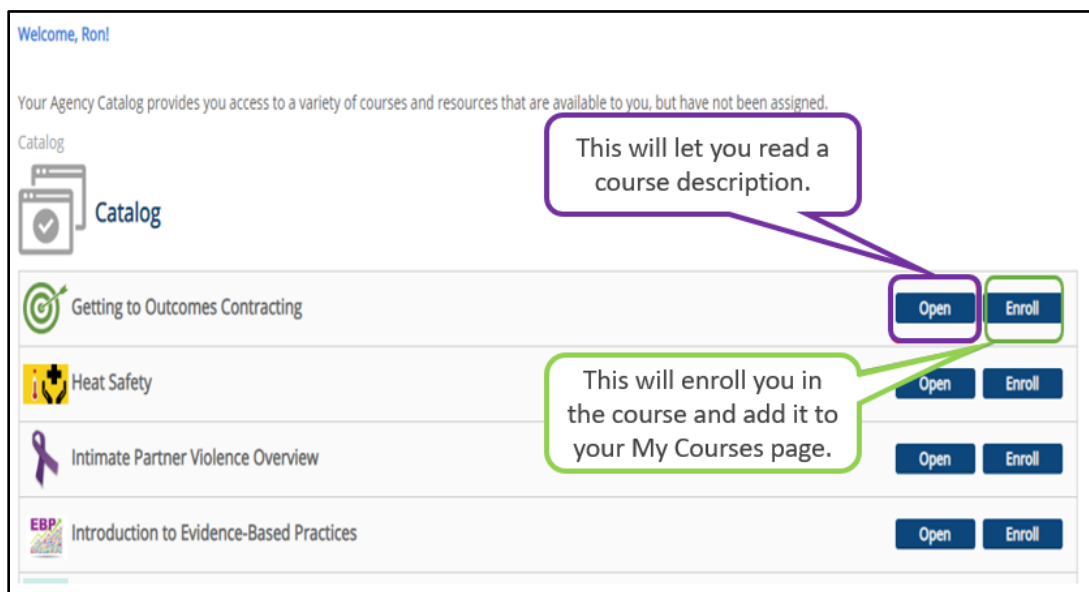 Welcome, Ron!
Your Agency Catalog provides you access to a variety of courses and resources that are available to you, but have not been assigned.
Catalog
This will let you read a
course description.
Catalog
Getting to Outcomes Contracting
Open
Enroll
Heat Safety
This will enroll you in
the course and add it to
your My Courses page.
Open
Enroll
Intimate Partner Violence Overview
Open
Enroll
EBP
Introduction to Evidence-Based Practices
Open
Enroll